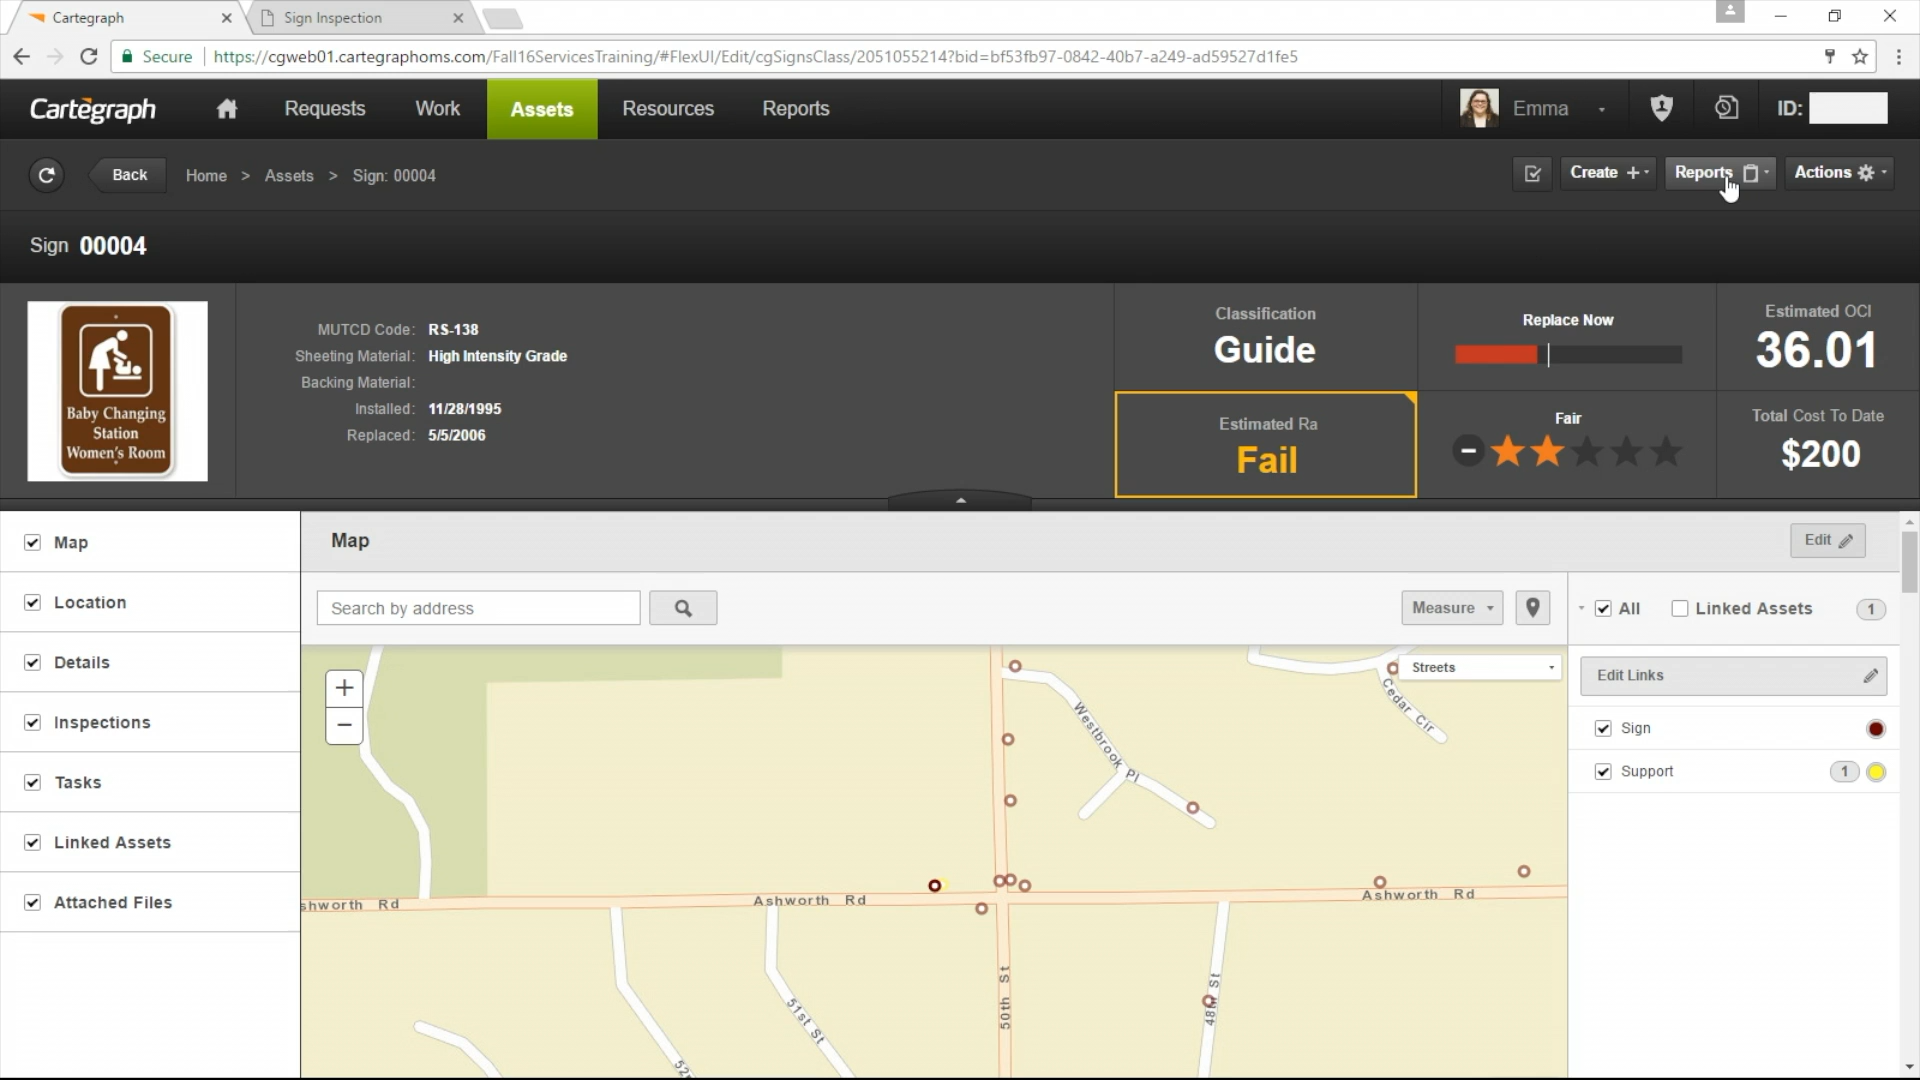 Cartegraph
Sign Inspection
Secure https://cgweb01.cartegraphoms.com/Fall16ServicesTraining/#FlexUI/Edit/cgSignsClass/2051055214?bid=bf53fb97-0842-40b7-a249-ad59527d1fe5
Cartegraph Requests Work Assets Resources Reports Emma ID:
Back Home > Assets > Sign: 00004 Create + Reports Actions
Sign 00004
Baby Changing
Station
Women's Room
MUTCD Code: RS-138
Sheeting Material: High Intensity Grade
Backing Material:
Installed: 11/28/1995
Replaced: 5/5/2006
Classification
Guide
Replace Now
Estimated OCI
36.01
Estimated Ra
Fail
Fair
Total Cost To Date
$200
Map
Location
Details
Inspections
Tasks
Linked Assets
Attached Files
Map Edit
Search by address Measure
All Linked Assets 1
Streets
Edit Links
Sign
Support 1
+
−
Westbrook Pl
Cedar Cir
shworth Rd
Ashworth Rd
Ashworth Rd
50th St
51st St
48th St
52n